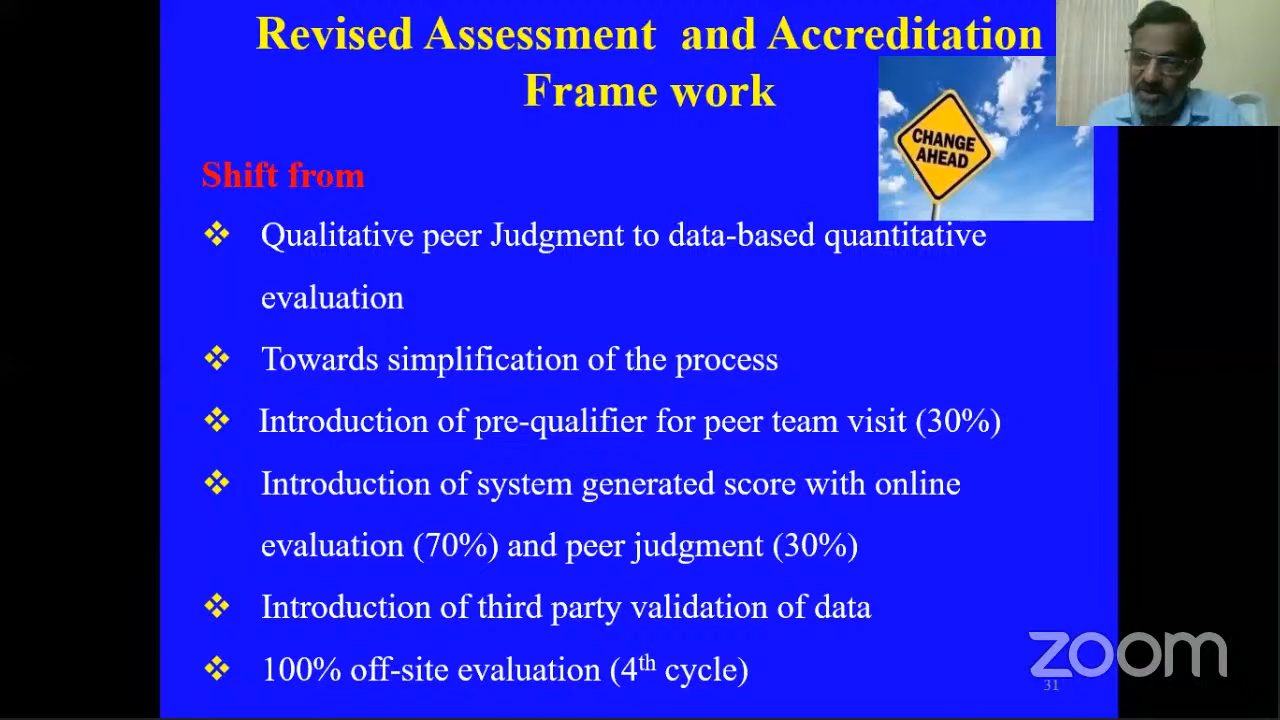 Revised Assessment and Accreditation
Frame work
CHANGE
AHEAD
Shift from
Qualitative peer Judgment to data-based quantitative
evaluation
Towards simplification of the process
Introduction of pre-qualifier for peer team visit (30%)
Introduction of system generated score with online
evaluation (70%) and peer judgment (30%)
Introduction of third party validation of data
100% off-site evaluation (4th cycle)
zoom
31